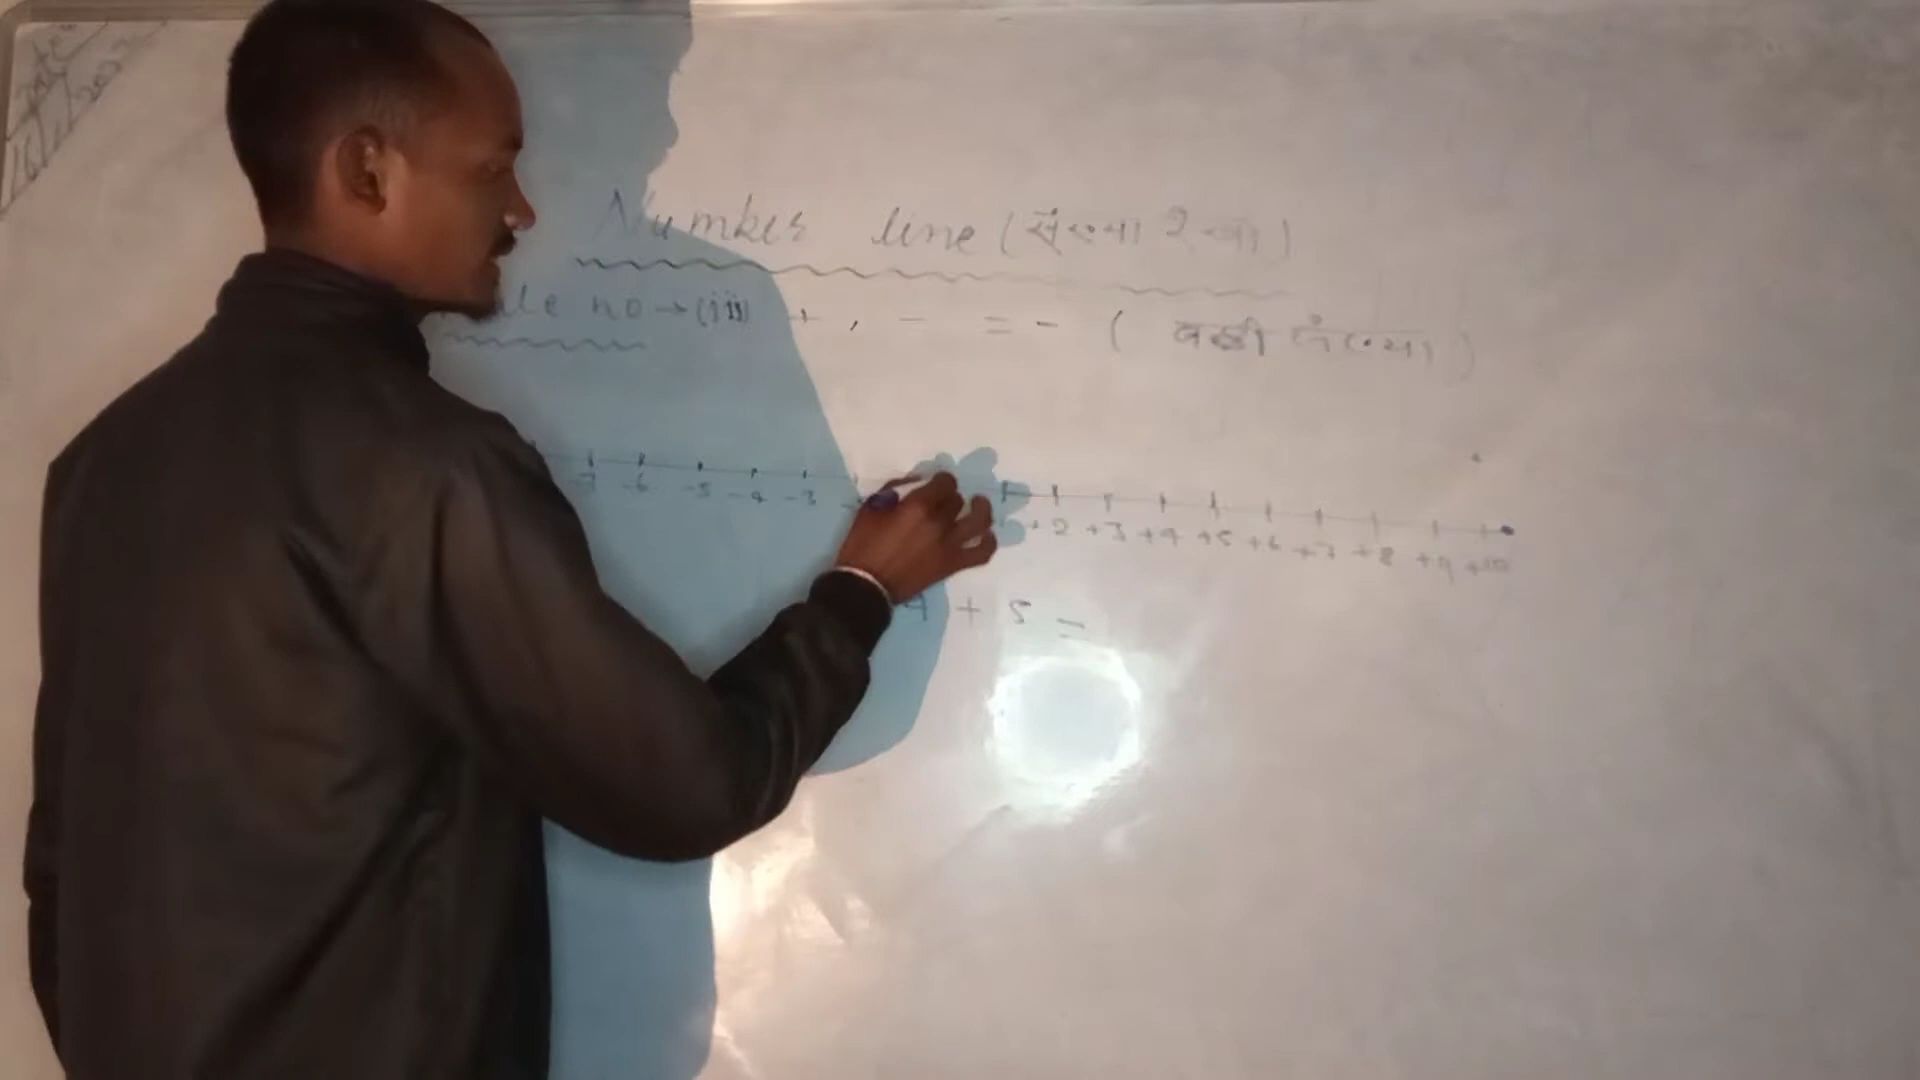 Number line (संख्या रेखा)
le no → (iii) + , - = - ( बड़ी संख्या )
-7 -6 -5 -4 -3 +2 +3 +4 +5 +6 +7 +8 +9 +10
4 + 5 =